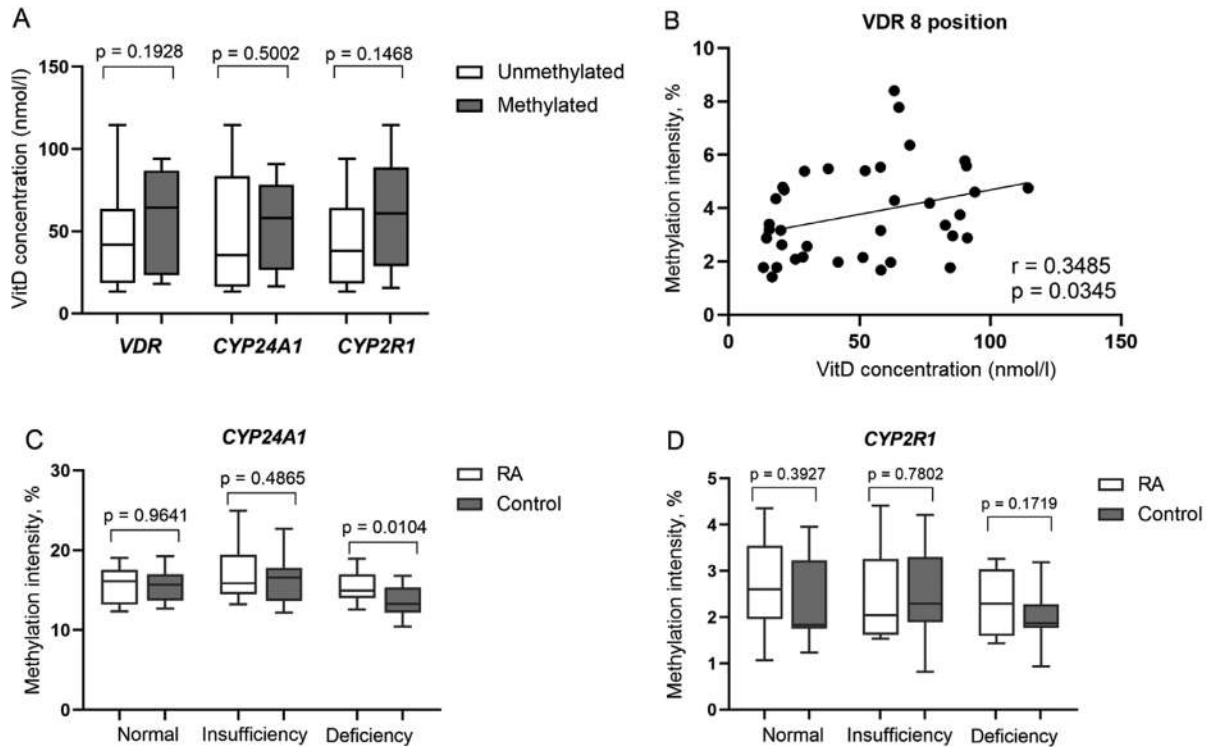 A
p = 0.1928
p = 0.5002
p = 0.1468
Unmethylated
Methylated
VitD concentration (nmol/l)
150
100
50
0
VDR
CYP24A1
CYP2R1
B
VDR 8 position
Methylation intensity, %
10
8
6
4
2
0
r = 0.3485
p = 0.0345
0
50
100
150
VitD concentration (nmol/l)
C
CYP24A1
Methylation intensity, %
30
20
10
0
p = 0.9641
p = 0.4865
p = 0.0104
RA
Control
Normal
Insufficiency
Deficiency
D
CYP2R1
Methylation intensity, %
5
4
3
2
1
0
p = 0.3927
p = 0.7802
p = 0.1719
RA
Control
Normal
Insufficiency
Deficiency